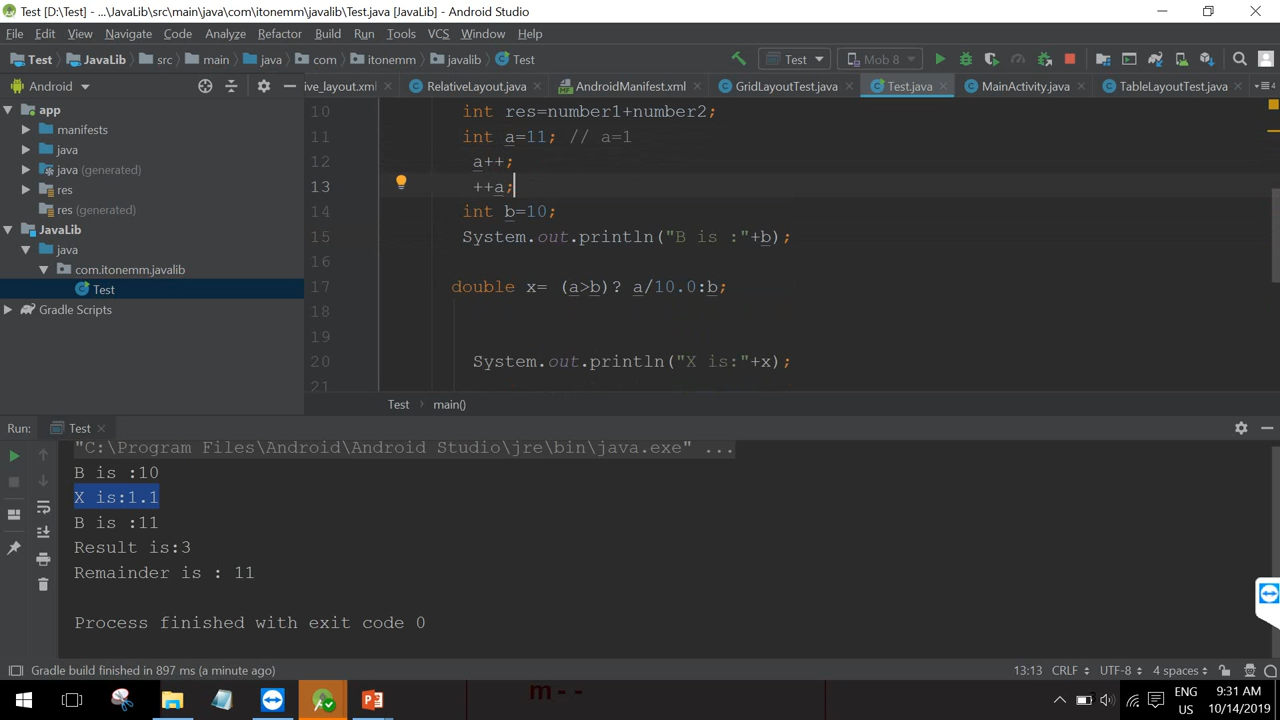 Test [D:\Test] - ...\JavaLib\src\main\java\com\itonemm\javalib\Test.java [JavaLib] - Android Studio
File Edit View Navigate Code Analyze Refactor Build Run Tools VCS Window Help
Test JavaLib src main java com itonemm javalib Test Test Mob 8
Android
ive_layout.xml RelativeLayout.java AndroidManifest.xml GridLayoutTest.java Test.java MainActivity.java TableLayoutTest.java
app
manifests
java
java (generated)
res
res (generated)
JavaLib
java
com.itonemm.javalib
Test
Gradle Scripts
10 int res=number1+number2;
11 int a=11; // a=1
12 a++;
13 ++a;
14 int b=10;
15 System.out.println("B is :"+b);
16
17 double x= (a>b)? a/10.0:b;
18
19
20 System.out.println("X is:"+x);
21
Test main()
Run: Test
"C:\Program Files\Android\Android Studio\jre\bin\java.exe" ...
B is :10
X is:1.1
B is :11
Result is:3
Remainder is : 11
Process finished with exit code 0
Gradle build finished in 897 ms (a minute ago) 13:13 CRLF UTF-8 4 spaces
m - -
ENG
US
9:31 AM
10/14/2019